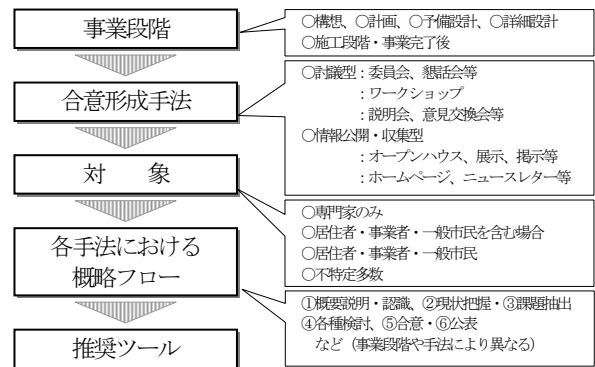 事業段階
○構想、○計画、○予備設計、○詳細設計
○施工段階・事業完了後
合意形成手法
○討議型：委員会、懇話会等
：ワークショップ
：説明会、意見交換会等
○情報公開・収集型
：オープンハウス、展示、掲示等
：ホームページ、ニュースレター等
対　象
○専門家のみ
○居住者・事業者・一般市民を含む場合
○居住者・事業者・一般市民
○不特定多数
各手法における
概略フロー
①概要説明・認識、②現状把握・③課題抽出
④各種検討、⑤合意・⑥公表
など（事業段階や手法により異なる）
推奨ツール